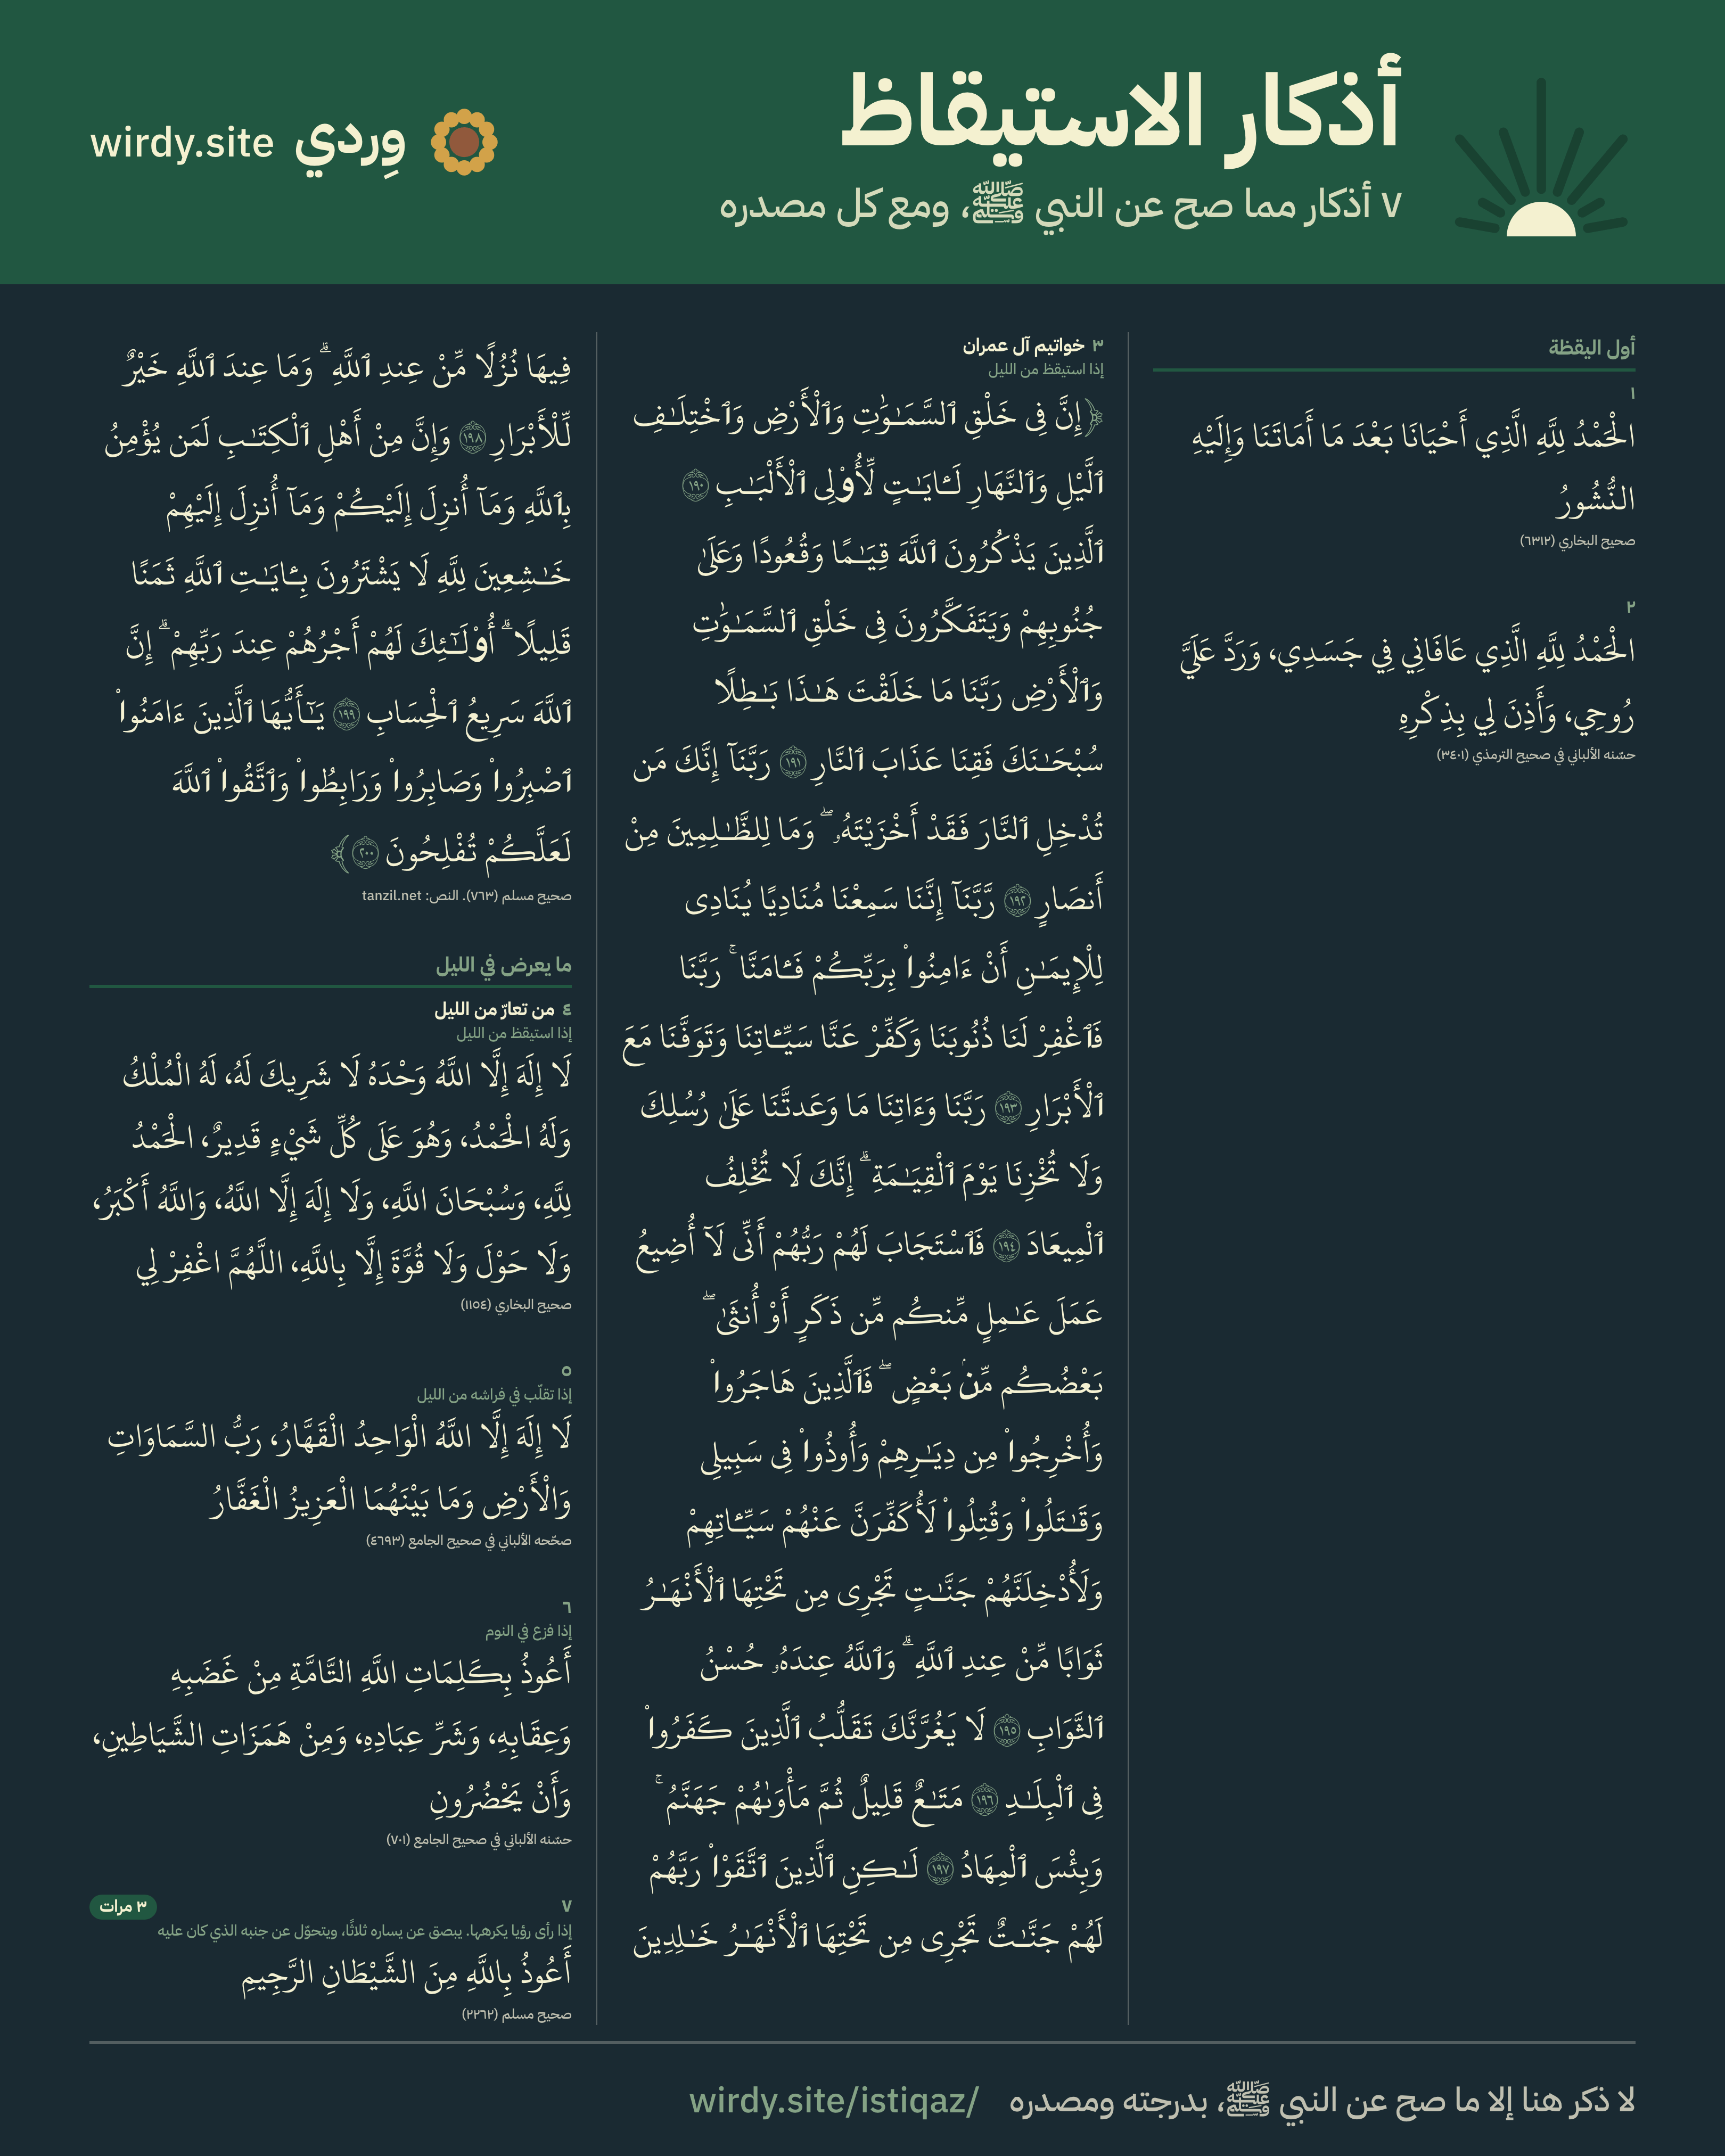 أذكار الاستيقاظ
٧ أذكار مما صح عن النبي ﷺ، ومع كل مصدره
وِردي wirdy.site
أول اليقظة
١
الْحَمْدُ لِلَّهِ الَّذِي أَحْيَانَا بَعْدَ مَا أَمَاتَنَا وَإِلَيْهِ
النُّشُورُ
صحيح البخاري (٦٣١٢)
٢
الْحَمْدُ لِلَّهِ الَّذِي عَافَانِي فِي جَسَدِي، وَرَدَّ عَلَيَّ
رُوحِي، وَأَذِنَ لِي بِذِكْرِهِ
حسّنه الألباني في صحيح الترمذي (٣٤٠١)
٣ خواتيم آل عمران
إذا استيقظ من الليل
﴿إِنَّ فِى خَلْقِ ٱلسَّمَـٰوَٰتِ وَٱلْأَرْضِ وَٱخْتِلَـٰفِ
ٱلَّيْلِ وَٱلنَّهَارِ لَـَٔايَـٰتٍ لِّأُو۟لِى ٱلْأَلْبَـٰبِ ۝١٩٠
ٱلَّذِينَ يَذْكُرُونَ ٱللَّهَ قِيَـٰمًا وَقُعُودًا وَعَلَىٰ
جُنُوبِهِمْ وَيَتَفَكَّرُونَ فِى خَلْقِ ٱلسَّمَـٰوَٰتِ
وَٱلْأَرْضِ رَبَّنَا مَا خَلَقْتَ هَـٰذَا بَـٰطِلًا
سُبْحَـٰنَكَ فَقِنَا عَذَابَ ٱلنَّارِ ۝١٩١ رَبَّنَآ إِنَّكَ مَن
تُدْخِلِ ٱلنَّارَ فَقَدْ أَخْزَيْتَهُۥ ۖ وَمَا لِلظَّـٰلِمِينَ مِنْ
أَنصَارٍ ۝١٩٢ رَّبَّنَآ إِنَّنَا سَمِعْنَا مُنَادِيًا يُنَادِى
لِلْإِيمَـٰنِ أَنْ ءَامِنُوا۟ بِرَبِّكُمْ فَـَٔامَنَّا ۚ رَبَّنَا
فَٱغْفِرْ لَنَا ذُنُوبَنَا وَكَفِّرْ عَنَّا سَيِّـَٔاتِنَا وَتَوَفَّنَا مَعَ
ٱلْأَبْرَارِ ۝١٩٣ رَبَّنَا وَءَاتِنَا مَا وَعَدتَّنَا عَلَىٰ رُسُلِكَ
وَلَا تُخْزِنَا يَوْمَ ٱلْقِيَـٰمَةِ ۗ إِنَّكَ لَا تُخْلِفُ
ٱلْمِيعَادَ ۝١٩٤ فَٱسْتَجَابَ لَهُمْ رَبُّهُمْ أَنِّى لَآ أُضِيعُ
عَمَلَ عَـٰمِلٍ مِّنكُم مِّن ذَكَرٍ أَوْ أُنثَىٰ ۖ
بَعْضُكُم مِّنۢ بَعْضٍ ۖ فَٱلَّذِينَ هَاجَرُوا۟
وَأُخْرِجُوا۟ مِن دِيَـٰرِهِمْ وَأُوذُوا۟ فِى سَبِيلِى
وَقَـٰتَلُوا۟ وَقُتِلُوا۟ لَأُكَفِّرَنَّ عَنْهُمْ سَيِّـَٔاتِهِمْ
وَلَأُدْخِلَنَّهُمْ جَنَّـٰتٍ تَجْرِى مِن تَحْتِهَا ٱلْأَنْهَـٰرُ
ثَوَابًا مِّنْ عِندِ ٱللَّهِ ۗ وَٱللَّهُ عِندَهُۥ حُسْنُ
ٱلثَّوَابِ ۝١٩٥ لَا يَغُرَّنَّكَ تَقَلُّبُ ٱلَّذِينَ كَفَرُوا۟
فِى ٱلْبِلَـٰدِ ۝١٩٦ مَتَـٰعٌ قَلِيلٌ ثُمَّ مَأْوَىٰهُمْ جَهَنَّمُ ۚ
وَبِئْسَ ٱلْمِهَادُ ۝١٩٧ لَـٰكِنِ ٱلَّذِينَ ٱتَّقَوْا۟ رَبَّهُمْ
لَهُمْ جَنَّـٰتٌ تَجْرِى مِن تَحْتِهَا ٱلْأَنْهَـٰرُ خَـٰلِدِينَ
فِيهَا نُزُلًا مِّنْ عِندِ ٱللَّهِ ۗ وَمَا عِندَ ٱللَّهِ خَيْرٌ
لِّلْأَبْرَارِ ۝١٩٨ وَإِنَّ مِنْ أَهْلِ ٱلْكِتَـٰبِ لَمَن يُؤْمِنُ
بِٱللَّهِ وَمَآ أُنزِلَ إِلَيْكُمْ وَمَآ أُنزِلَ إِلَيْهِمْ
خَـٰشِعِينَ لِلَّهِ لَا يَشْتَرُونَ بِـَٔايَـٰتِ ٱللَّهِ ثَمَنًا
قَلِيلًا ۗ أُو۟لَـٰٓئِكَ لَهُمْ أَجْرُهُمْ عِندَ رَبِّهِمْ ۗ إِنَّ
ٱللَّهَ سَرِيعُ ٱلْحِسَابِ ۝١٩٩ يَـٰٓأَيُّهَا ٱلَّذِينَ ءَامَنُوا۟
ٱصْبِرُوا۟ وَصَابِرُوا۟ وَرَابِطُوا۟ وَٱتَّقُوا۟ ٱللَّهَ
لَعَلَّكُمْ تُفْلِحُونَ ۝٢٠٠﴾
صحيح مسلم (٧٦٣). النص: tanzil.net
ما يعرض في الليل
٤ من تعارّ من الليل
إذا استيقظ من الليل
لَا إِلَهَ إِلَّا اللَّهُ وَحْدَهُ لَا شَرِيكَ لَهُ، لَهُ الْمُلْكُ
وَلَهُ الْحَمْدُ، وَهُوَ عَلَى كُلِّ شَيْءٍ قَدِيرٌ، الْحَمْدُ
لِلَّهِ، وَسُبْحَانَ اللَّهِ، وَلَا إِلَهَ إِلَّا اللَّهُ، وَاللَّهُ أَكْبَرُ،
وَلَا حَوْلَ وَلَا قُوَّةَ إِلَّا بِاللَّهِ، اللَّهُمَّ اغْفِرْ لِي
صحيح البخاري (١١٥٤)
٥
إذا تقلّب في فراشه من الليل
لَا إِلَهَ إِلَّا اللَّهُ الْوَاحِدُ الْقَهَّارُ، رَبُّ السَّمَاوَاتِ
وَالْأَرْضِ وَمَا بَيْنَهُمَا الْعَزِيزُ الْغَفَّارُ
صحّحه الألباني في صحيح الجامع (٤٦٩٣)
٦
إذا فزع في النوم
أَعُوذُ بِكَلِمَاتِ اللَّهِ التَّامَّةِ مِنْ غَضَبِهِ
وَعِقَابِهِ، وَشَرِّ عِبَادِهِ، وَمِنْ هَمَزَاتِ الشَّيَاطِينِ،
وَأَنْ يَحْضُرُونِ
حسّنه الألباني في صحيح الجامع (٧٠١)
٧ ٣ مرات
إذا رأى رؤيا يكرهها. يبصق عن يساره ثلاثًا، ويتحوّل عن جنبه الذي كان عليه
أَعُوذُ بِاللَّهِ مِنَ الشَّيْطَانِ الرَّجِيمِ
صحيح مسلم (٢٢٦٢)
لا ذكر هنا إلا ما صح عن النبي ﷺ، بدرجته ومصدره wirdy.site/istiqaz/